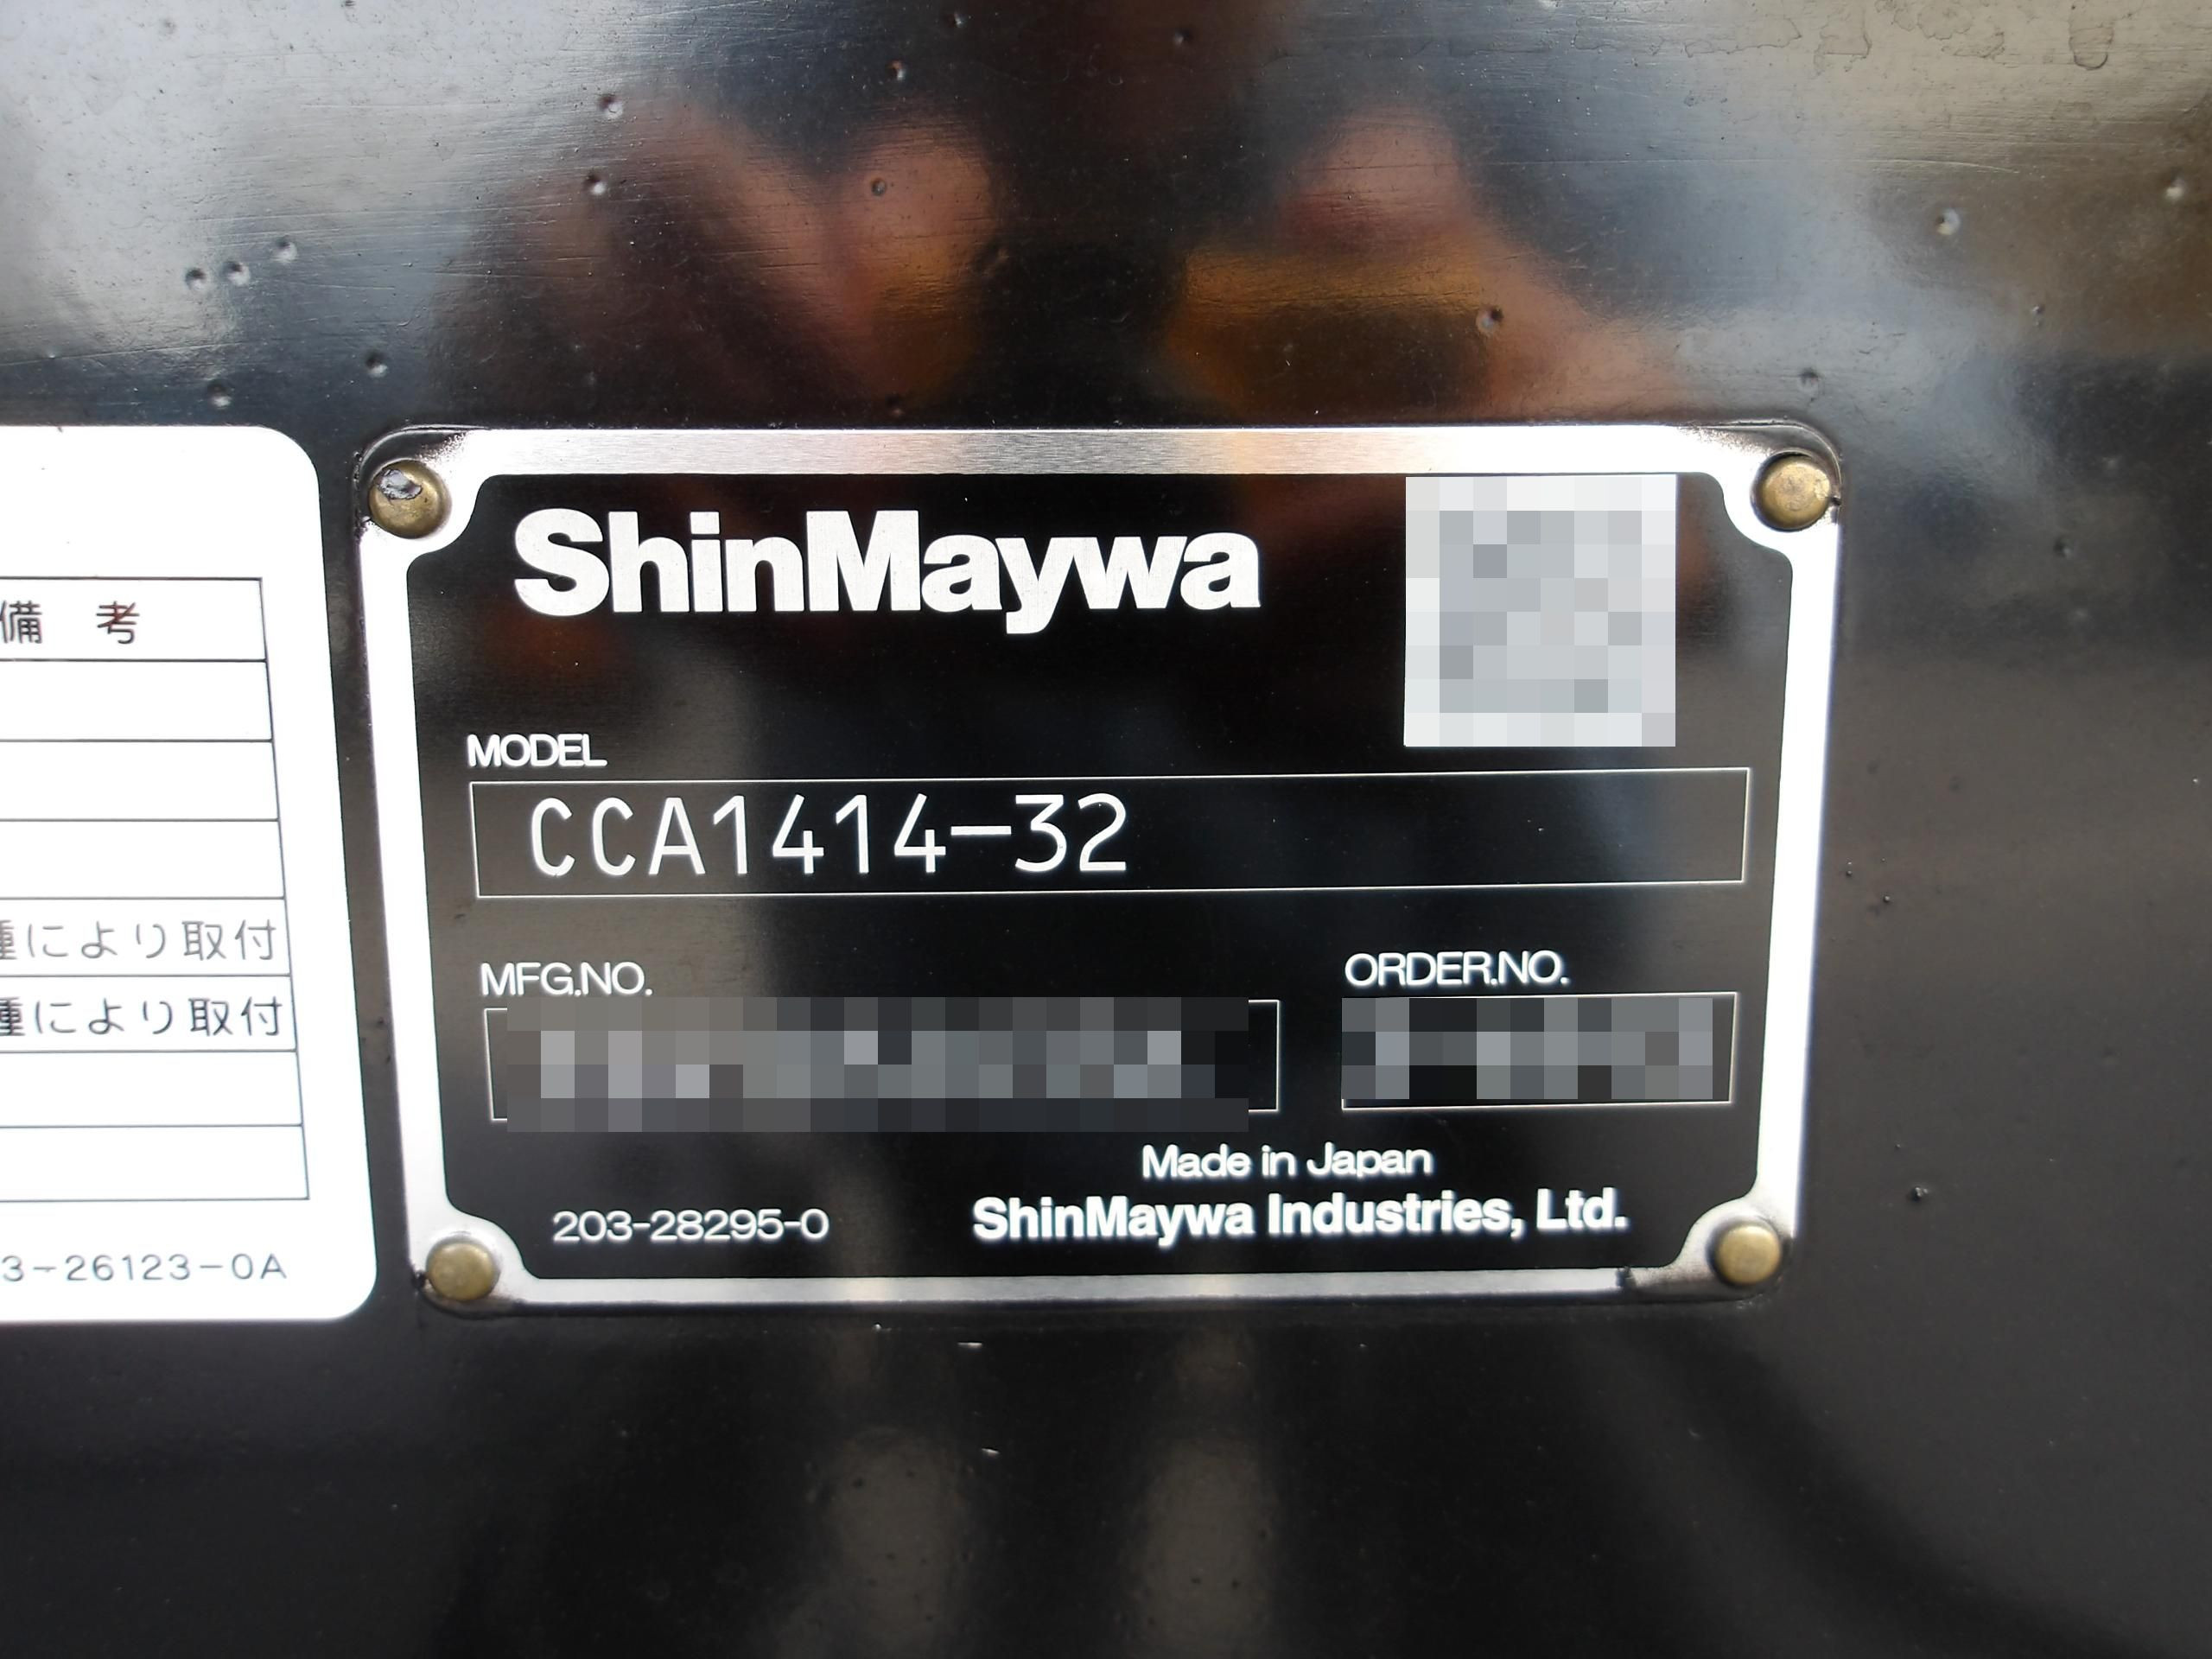 備 考
により取付
種により取付
3-26123-0A
ShinMaywa
MODEL
CCA1414-32
MFG.NO.
ORDER.NO.
Made in Japan
203-28295-0
ShinMaywa Industries, Ltd.